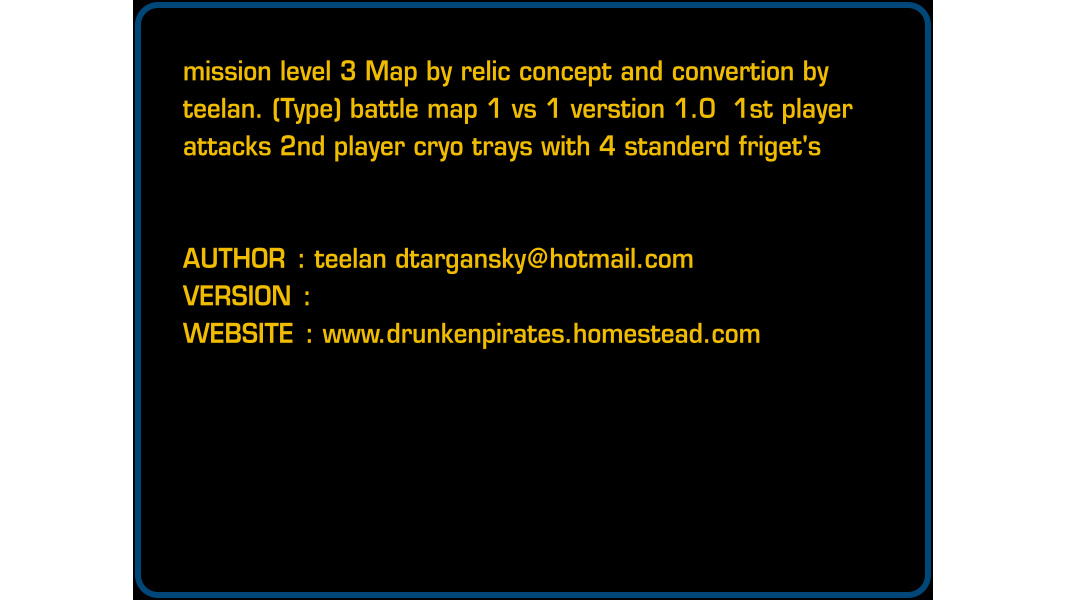 mission level 3 Map by relic concept and convertion by
teelan. (Type) battle map 1 vs 1 verstion 1.0  1st player
attacks 2nd player cryo trays with 4 standerd friget's
AUTHOR : teelan dtargansky@hotmail.com
VERSION :
WEBSITE : www.drunkenpirates.homestead.com